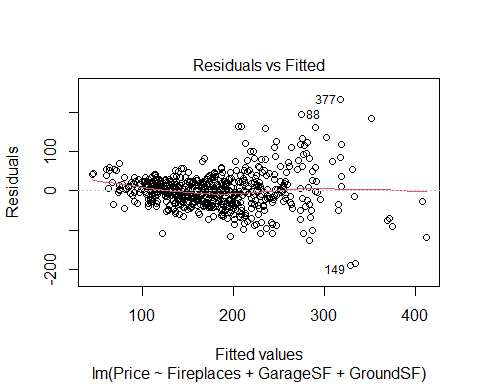 Residuals vs Fitted
377
88
149
Residuals
100
0
-200
100
200
300
400
Fitted values
lm(Price ~ Fireplaces + GarageSF + GroundSF)